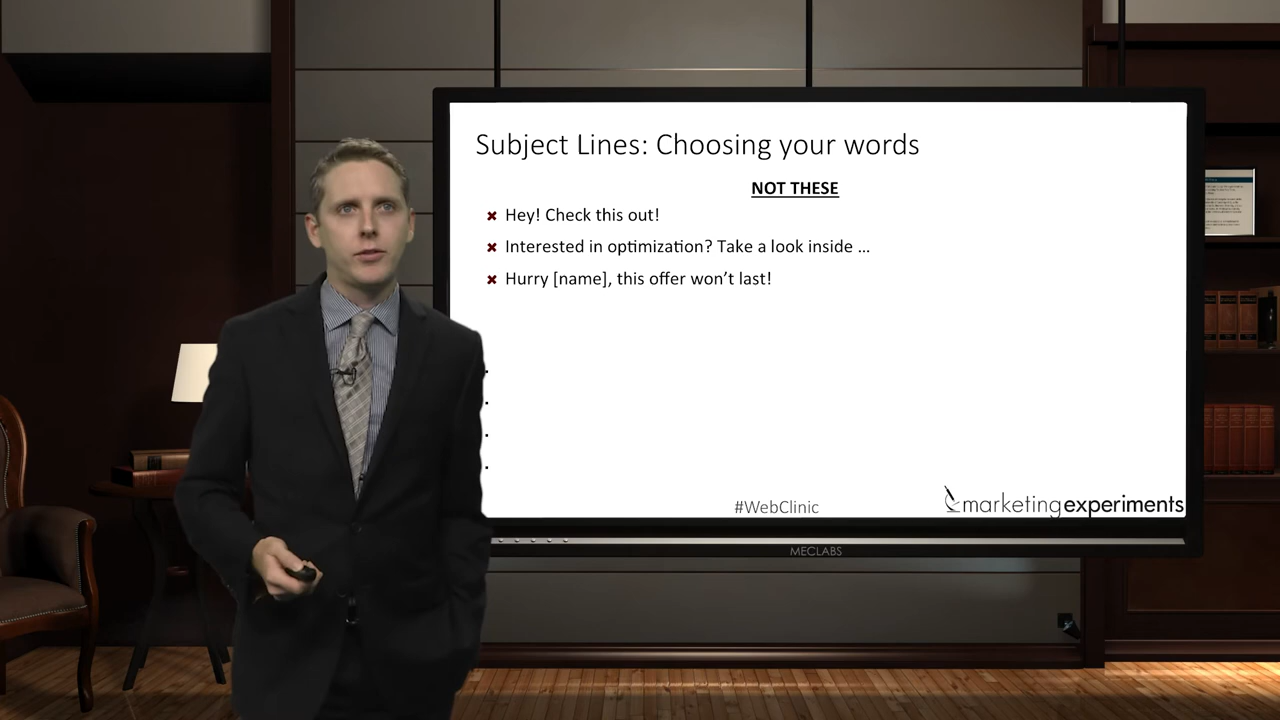 Subject Lines: Choosing your words
NOT THESE
✖ Hey! Check this out!
✖ Interested in optimization? Take a look inside ...
✖ Hurry [name], this offer won't last!
#WebClinic
marketingexperiments
MECLABS